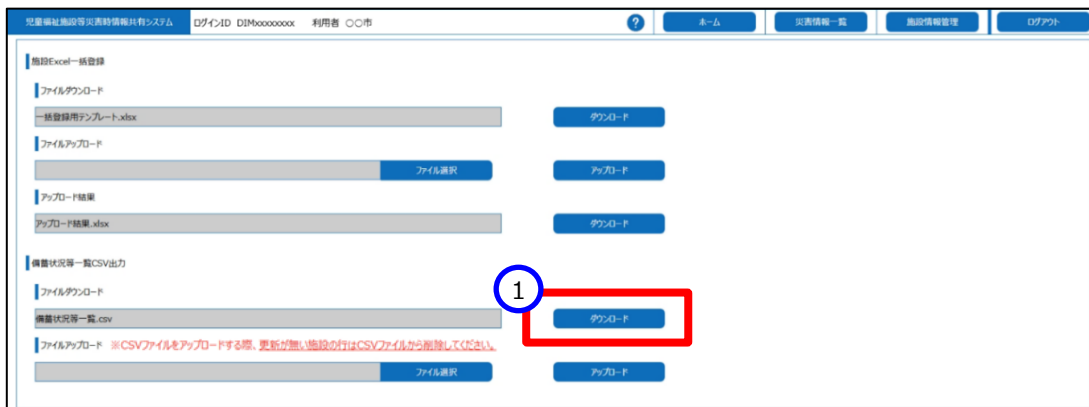 児童福祉施設等災害時情報共有システム ログインID DIMxxxxxxxx 利用者 ○○市 ? ホーム 災害情報一覧 施設情報管理 ログアウト
施設Excel一括登録
ファイルダウンロード
一括登録用テンプレート.xlsx ダウンロード
ファイルアップロード
ファイル選択 アップロード
アップロード結果
アップロード結果.xlsx ダウンロード
備蓄状況等一覧CSV出力
ファイルダウンロード
1
備蓄状況等一覧.csv ダウンロード
ファイルアップロード ※CSVファイルをアップロードする際、更新が無い施設の行はCSVファイルから削除してください。
ファイル選択 アップロード